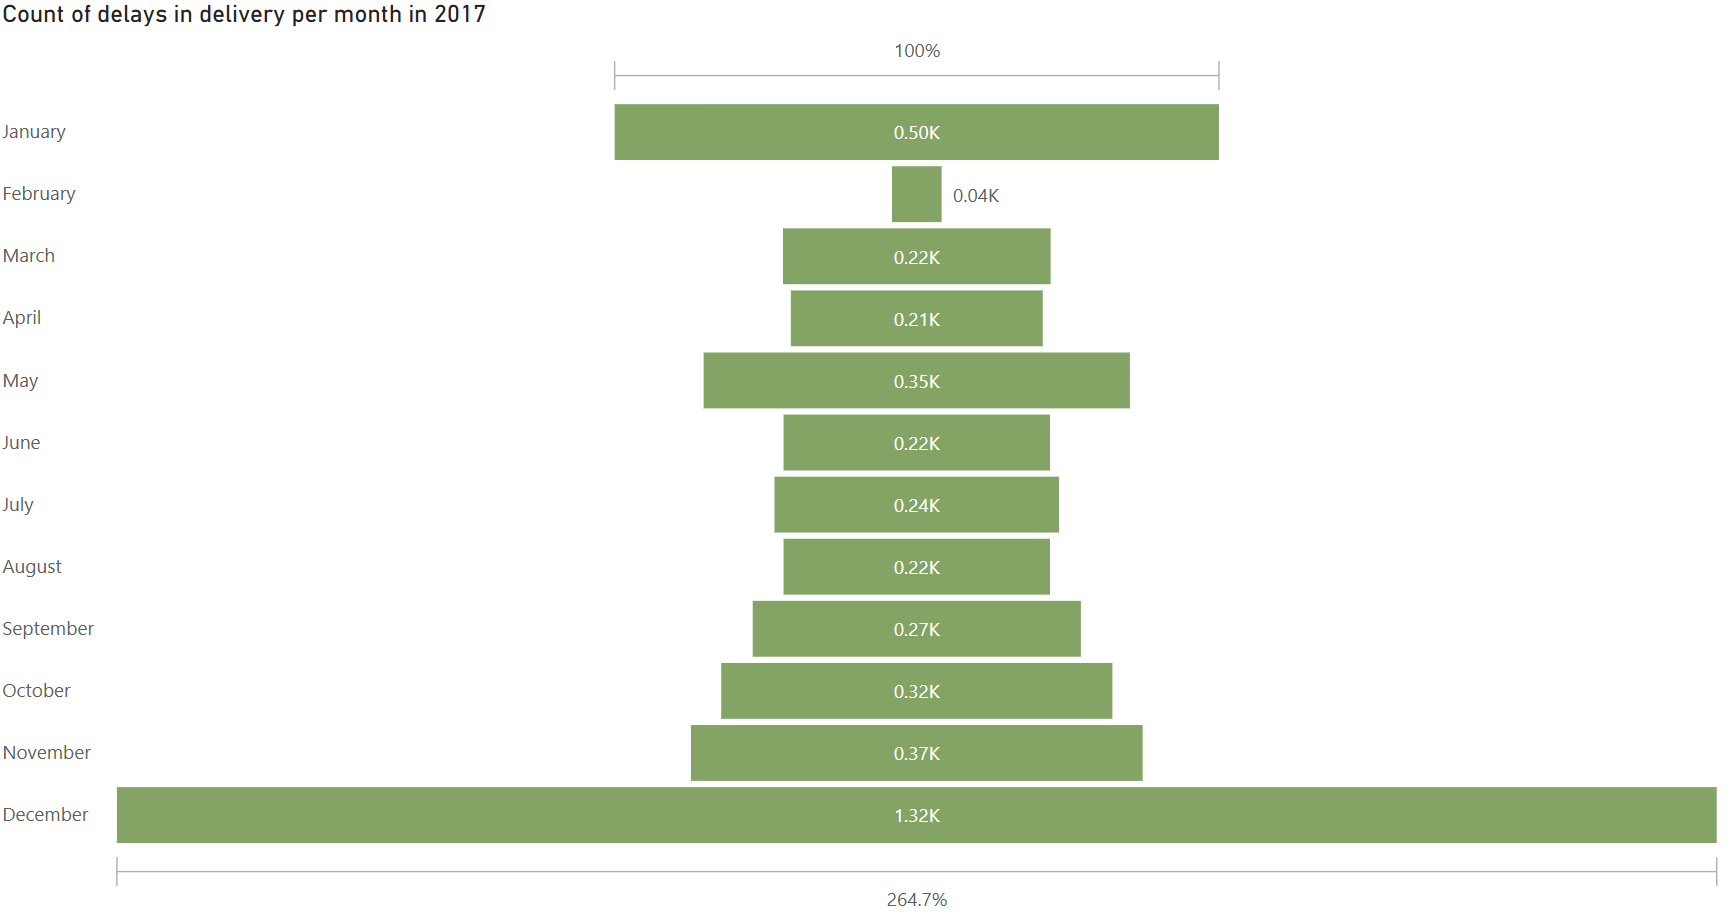 Count of delays in delivery per month in 2017
100%
January 0.50K
February 0.04K
March 0.22K
April 0.21K
May 0.35K
June 0.22K
July 0.24K
August 0.22K
September 0.27K
October 0.32K
November 0.37K
December 1.32K
264.7%